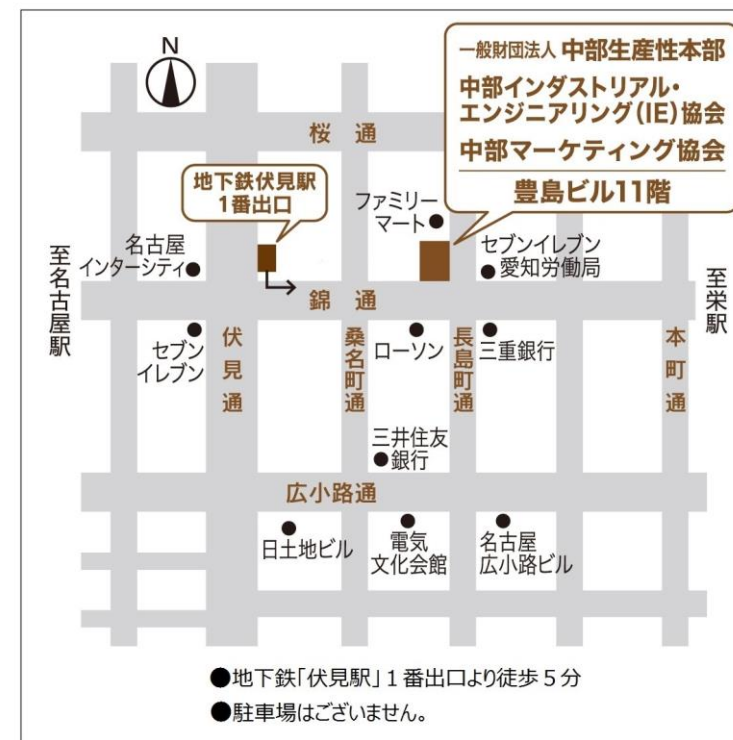 N
一般財団法人 中部生産性本部
中部インダストリアル・
エンジニアリング(IE)協会
中部マーケティング協会
豊島ビル11階
桜通
地下鉄伏見駅
1番出口
ファミリー
マート
セブンイレブン
愛知労働局
名古屋
インターシティ
至名古屋駅
至栄駅
錦通
セブン
イレブン
伏見通
桑名町通
ローソン
長島町通
三重銀行
本町通
三井住友
銀行
広小路通
日土地ビル
電気
文化会館
名古屋
広小路ビル
●地下鉄「伏見駅」1番出口より徒歩5分
●駐車場はございません。